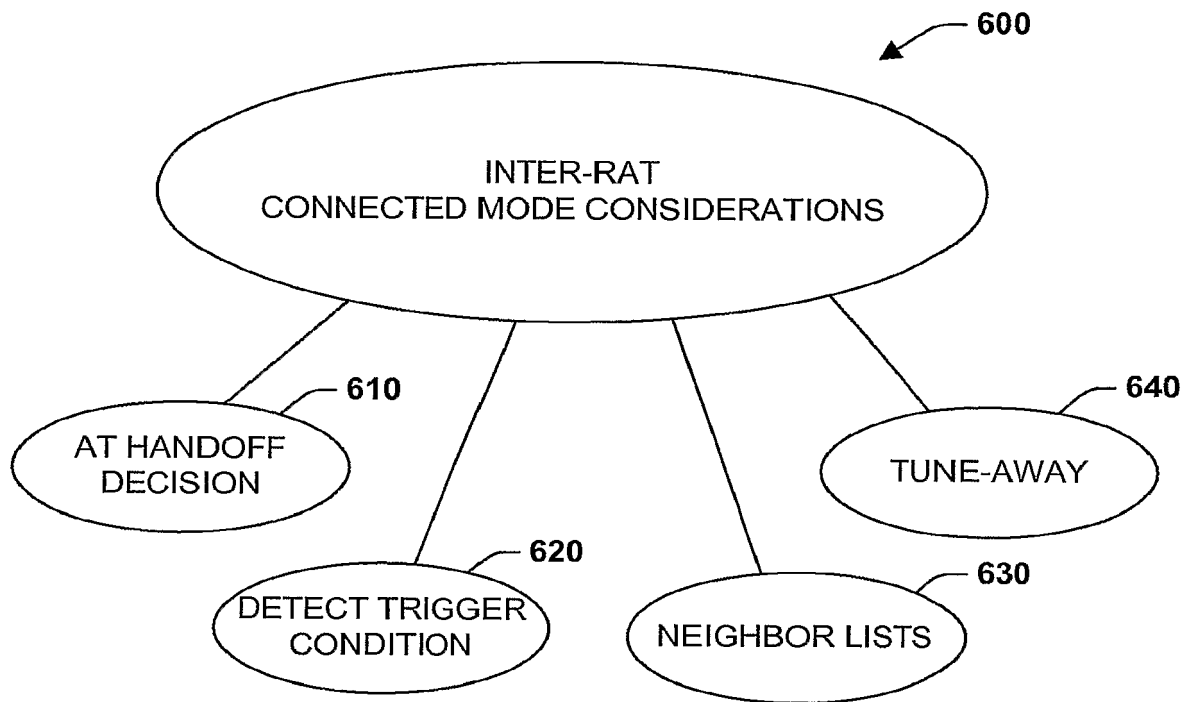 600
INTER-RAT
CONNECTED MODE CONSIDERATIONS
610
AT HANDOFF
DECISION
640
TUNE-AWAY
620
DETECT TRIGGER
CONDITION
630
NEIGHBOR LISTS